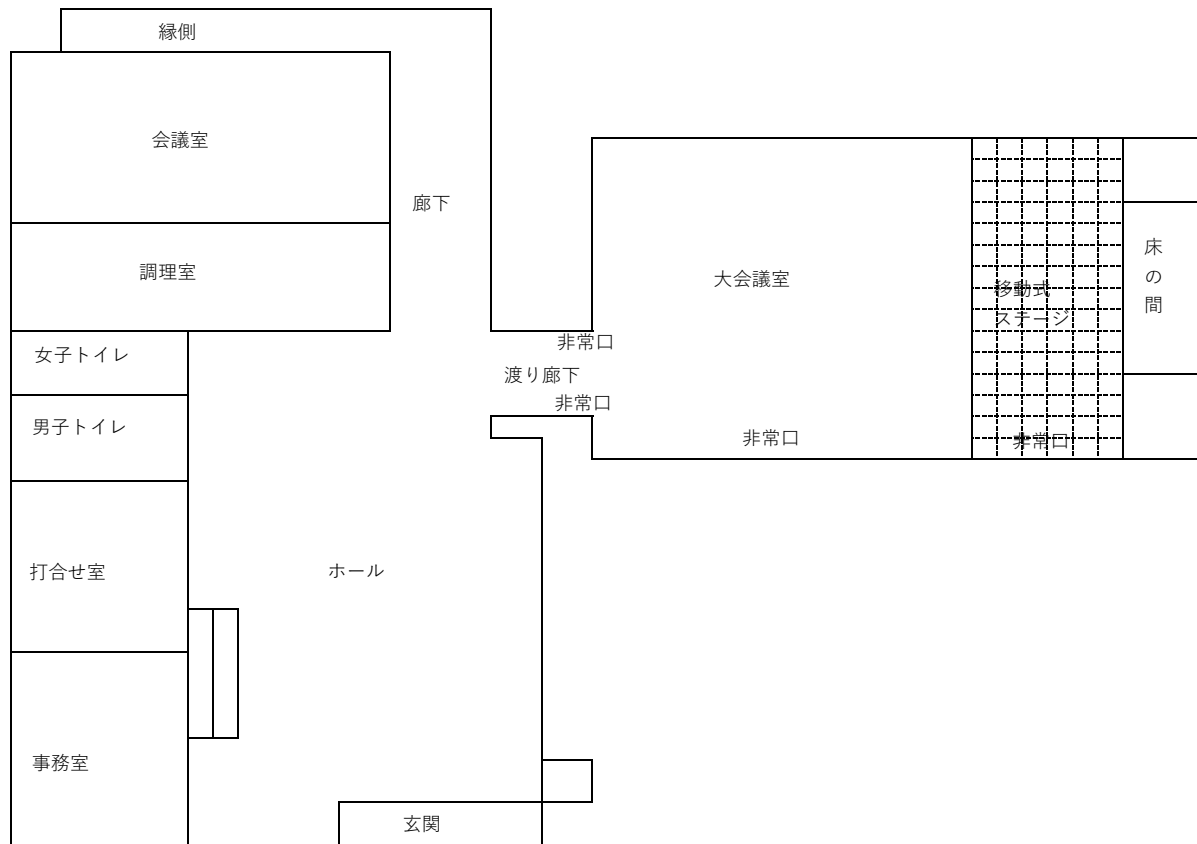 縁側
会議室
廊下
調理室
大会議室
床の間
移動式
ステージ
非常口
女子トイレ
渡り廊下
非常口
男子トイレ
非常口
非常口
打合せ室
ホール
事務室
玄関